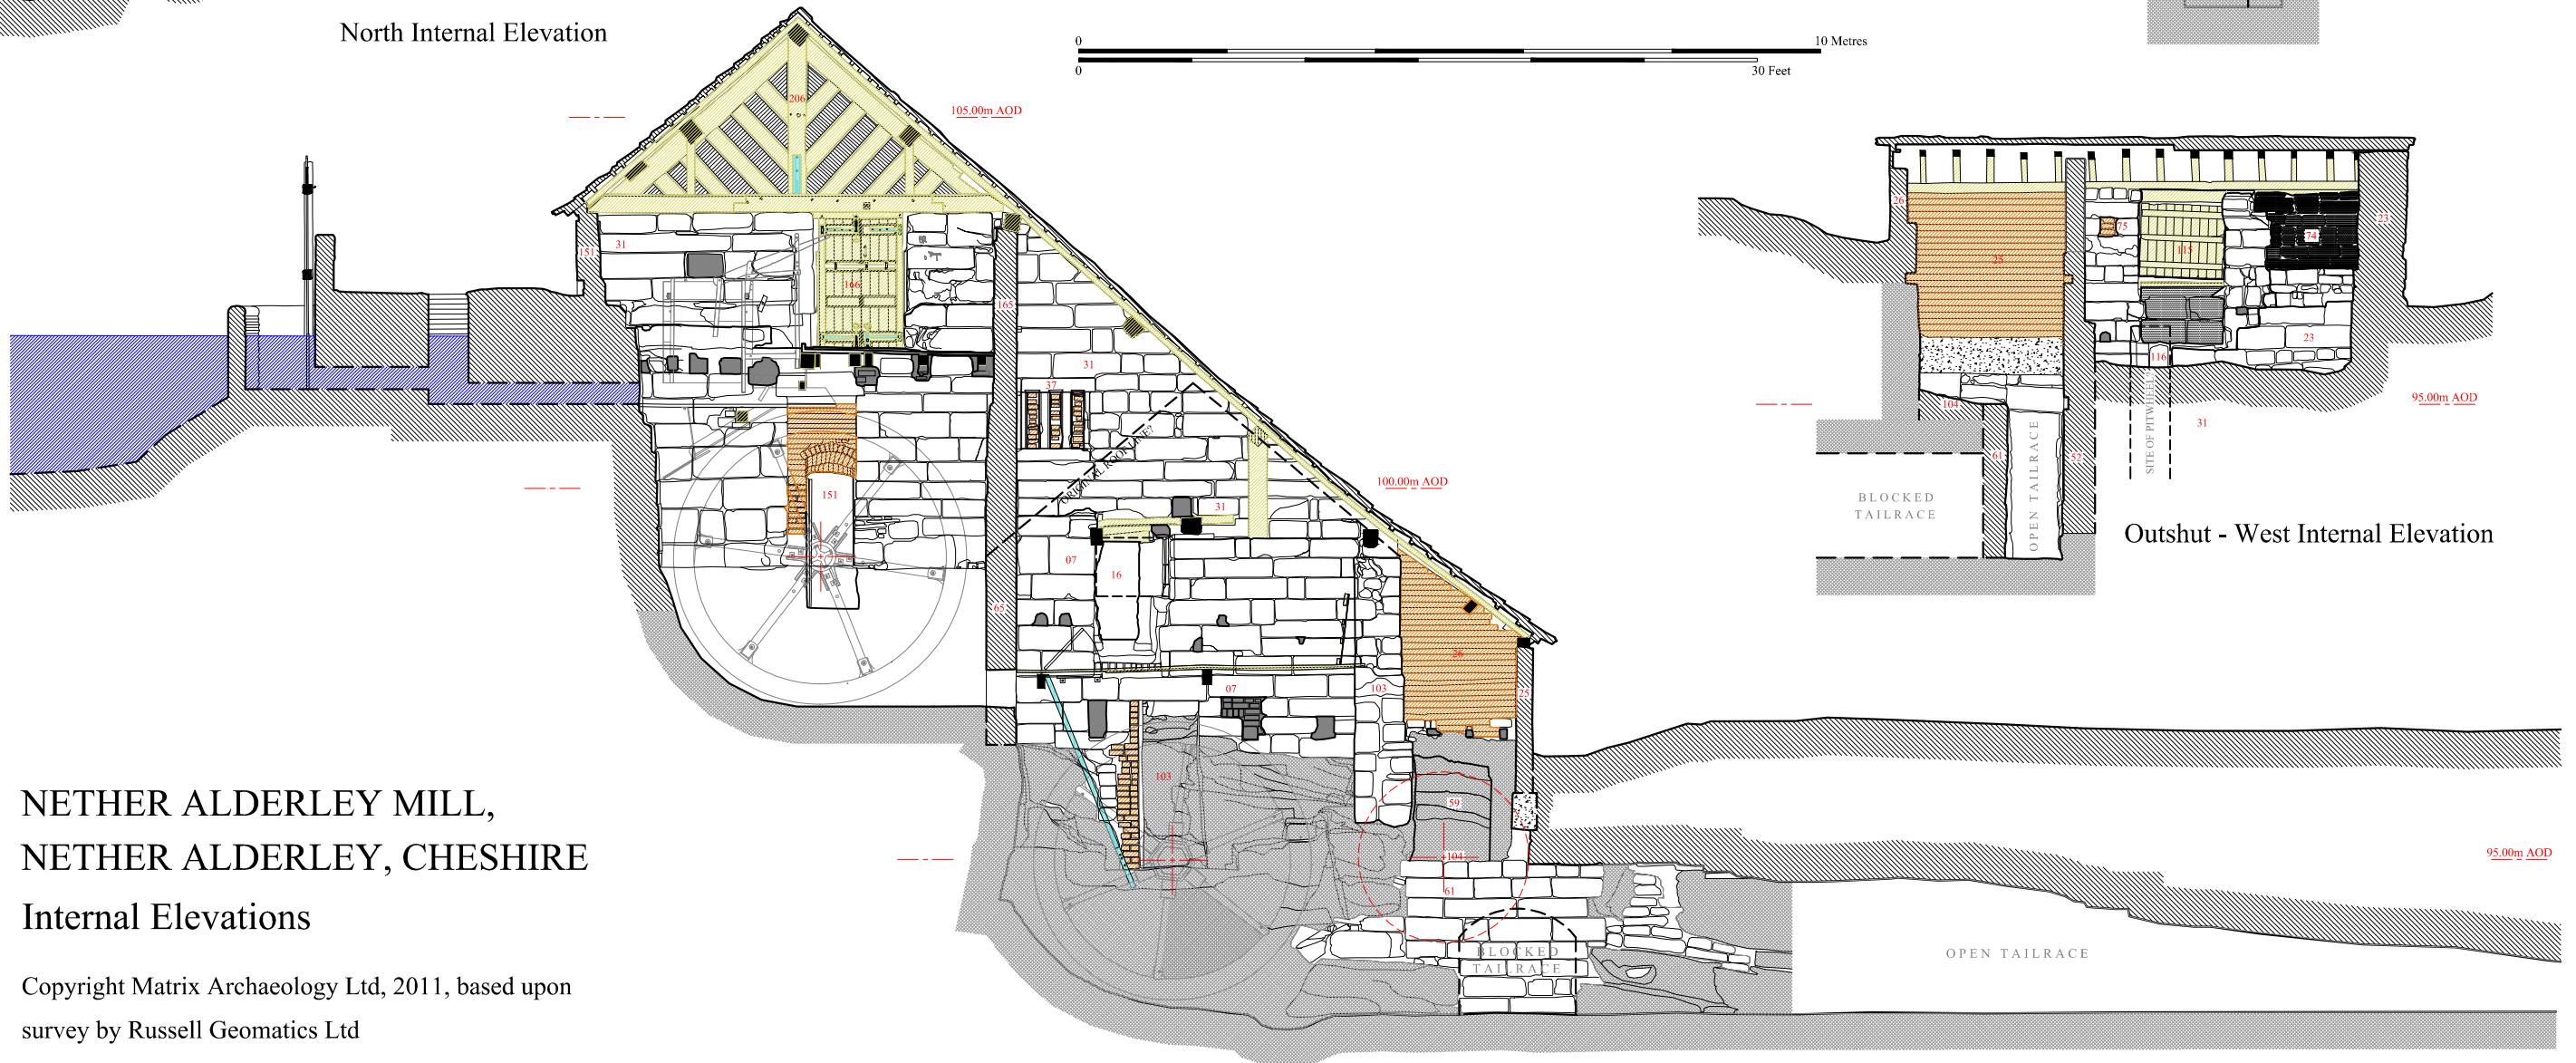 North Internal Elevation
0
10 Metres
0
30 Feet
206
105.00m AOD
31
151
166
165
31
37
ORIGINAL ROOFLINE?
100.00m AOD
151
31
07
16
65
26
07
103
25
103
59
104
61
BLOCKED
TAILRACE
OPEN TAILRACE
95.00m AOD
26
25
75
115
74
23
23
116
104
95.00m AOD
31
61
52
OPEN TAILRACE
SITE OF PITWHEEL
BLOCKED
TAILRACE
Outshut - West Internal Elevation
NETHER ALDERLEY MILL,
NETHER ALDERLEY, CHESHIRE
Internal Elevations
Copyright Matrix Archaeology Ltd, 2011, based upon
survey by Russell Geomatics Ltd